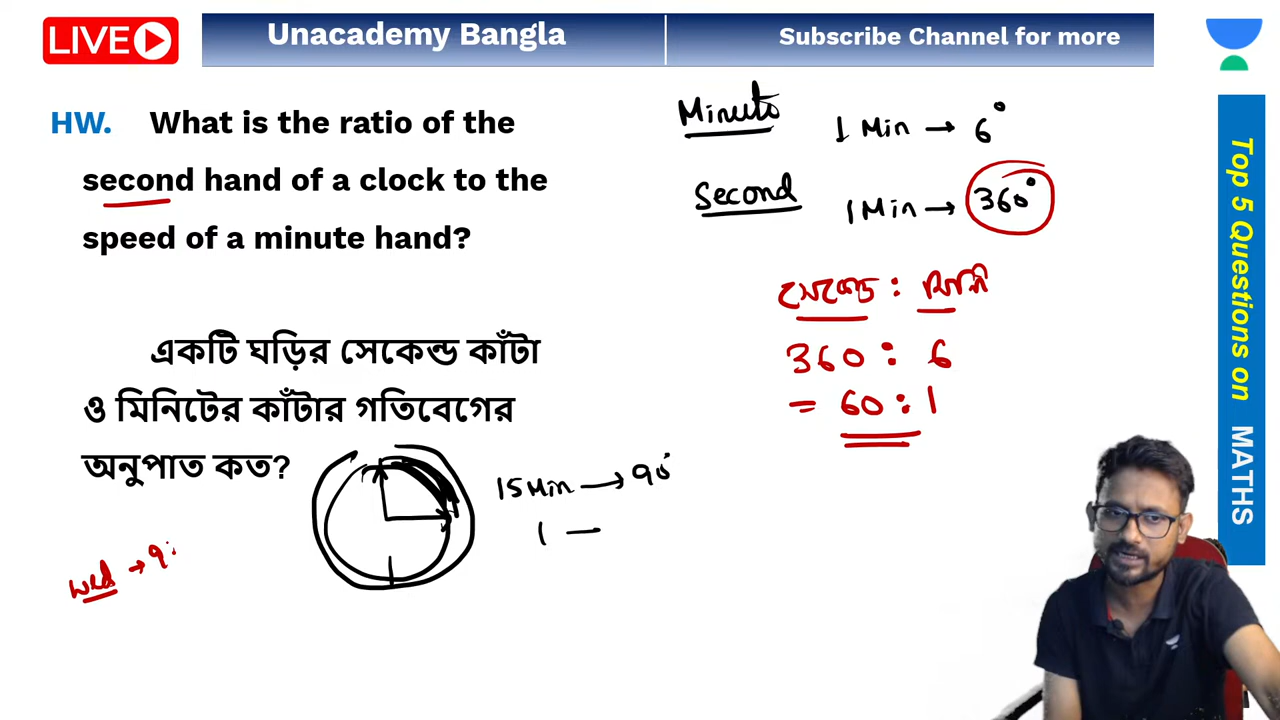 LIVE
Unacademy Bangla
Subscribe Channel for more
HW. What is the ratio of the
second hand of a clock to the
speed of a minute hand?
একটি ঘড়ির সেকেন্ড কাঁটা
ও মিনিটের কাঁটার গতিবেগের
অনুপাত কত?
Wed → 9:
15 Min → 90°
1 —
Minute 1 Min → 6°
Second 1 Min → 360°
সেকেন্ড : মিনি
360 : 6
= 60 : 1
Top 5 Questions on MATHS